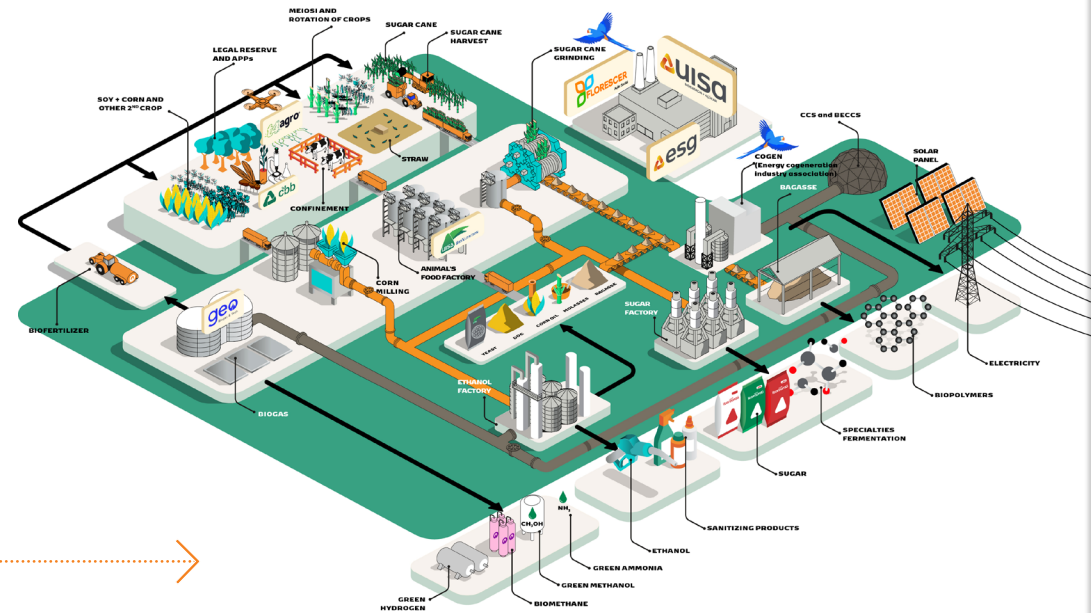 MEIOSI AND
ROTATION OF CROPS
SUGAR CANE
SUGAR CANE
HARVEST
LEGAL RESERVE
AND APPs
SUGAR CANE
GRINDING
SOY + CORN AND
OTHER 2ND CROP
FLORESCER
uisa
esg
agro
cbb
STRAW
CONFINEMENT
CCS and BECCS
COGEN
(Energy cogeneration
industry association)
SOLAR
PANEL
BAGASSE
ANIMAL'S
FOOD FACTORY
CORN
MILLING
BIOFERTILIZER
geo
YEAST
DDG
CORN OIL
MOLASSES
BAGASSE
SUGAR
FACTORY
ELECTRICITY
BIOPOLYMERS
ETHANOL
FACTORY
BIOGAS
SPECIALTIES
FERMENTATION
SUGAR
SANITIZING PRODUCTS
ETHANOL
NH3
CH3OH
GREEN AMMONIA
GREEN METHANOL
BIOMETHANE
GREEN
HYDROGEN